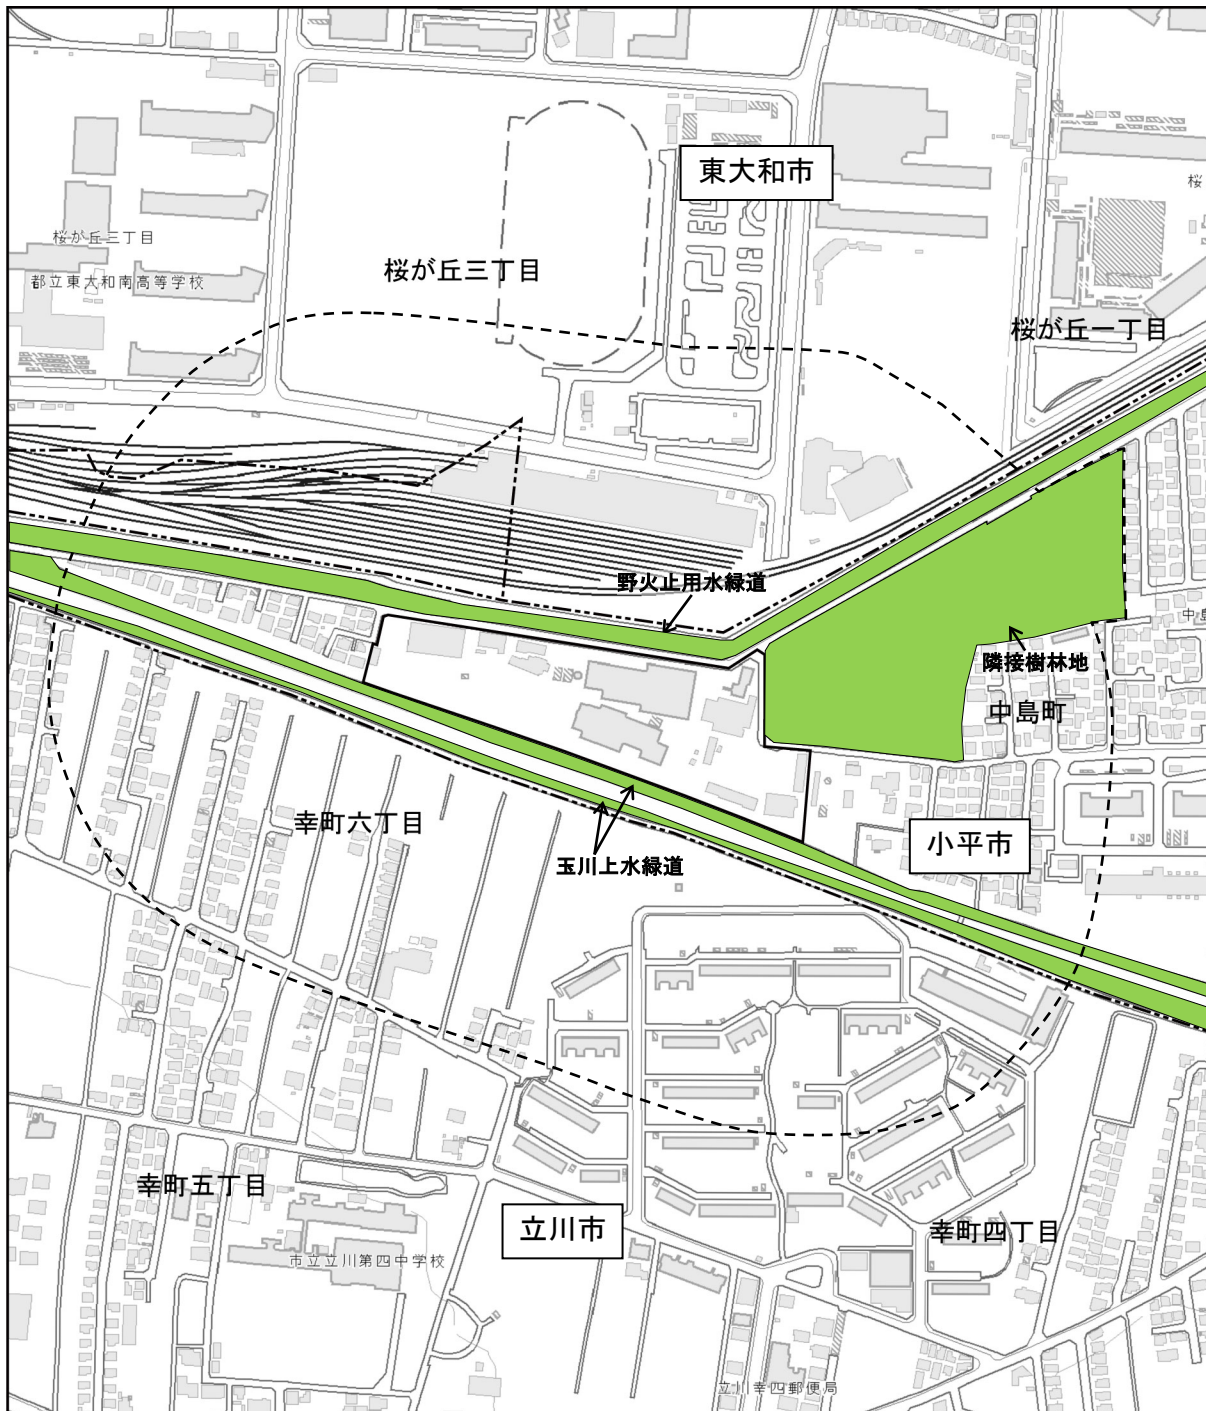 東大和市
桜
桜が丘三丁目
桜が丘三丁目
都立東大和南高等学校
桜が丘一丁目
野火止用水緑道
中島
隣接樹林地
中島町
幸町六丁目
小平市
玉川上水緑道
幸町五丁目
立川市
幸町四丁目
市立立川第四中学校
立川幸四郵便局